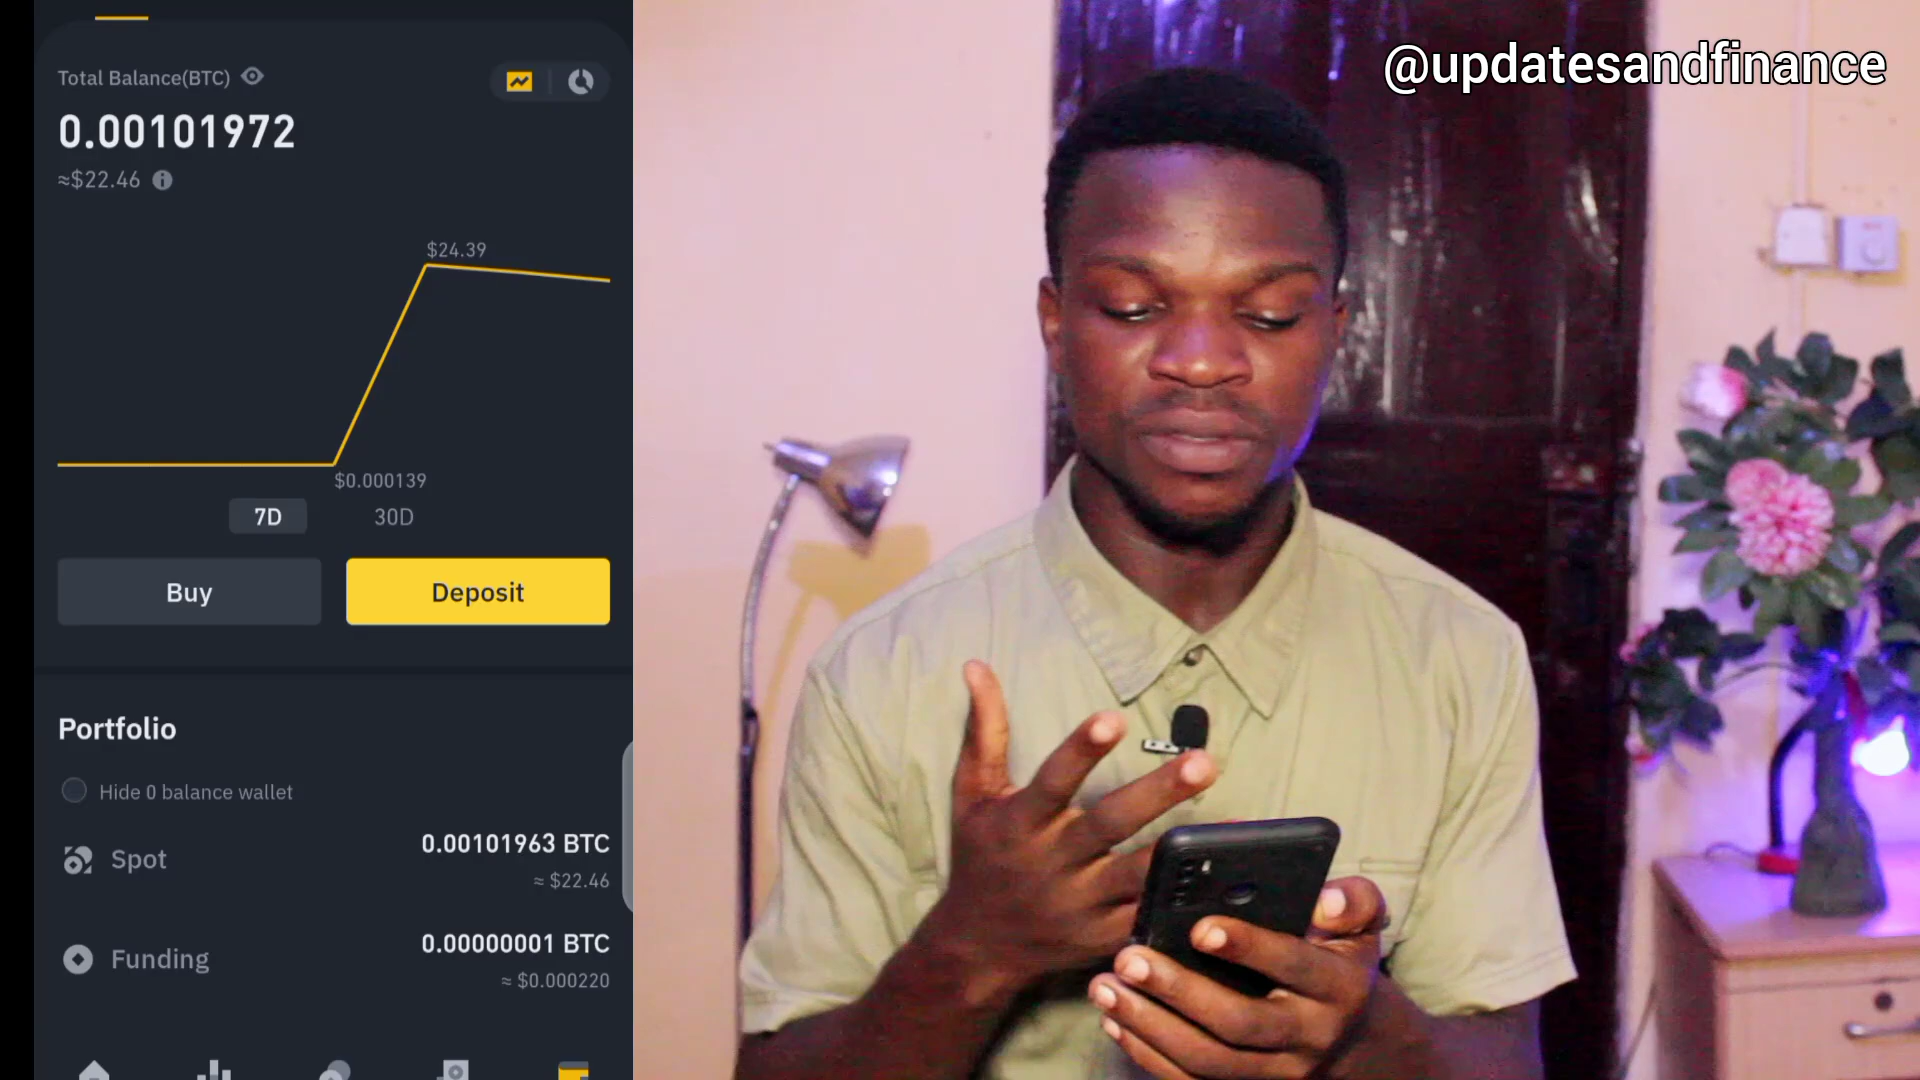 Total Balance(BTC)
0.00101972
≈$22.46
$24.39
$0.000139
7D 30D
Buy Deposit
Portfolio
Hide 0 balance wallet
Spot 0.00101963 BTC
≈ $22.46
Funding 0.00000001 BTC
≈ $0.000220
@updatesandfinance